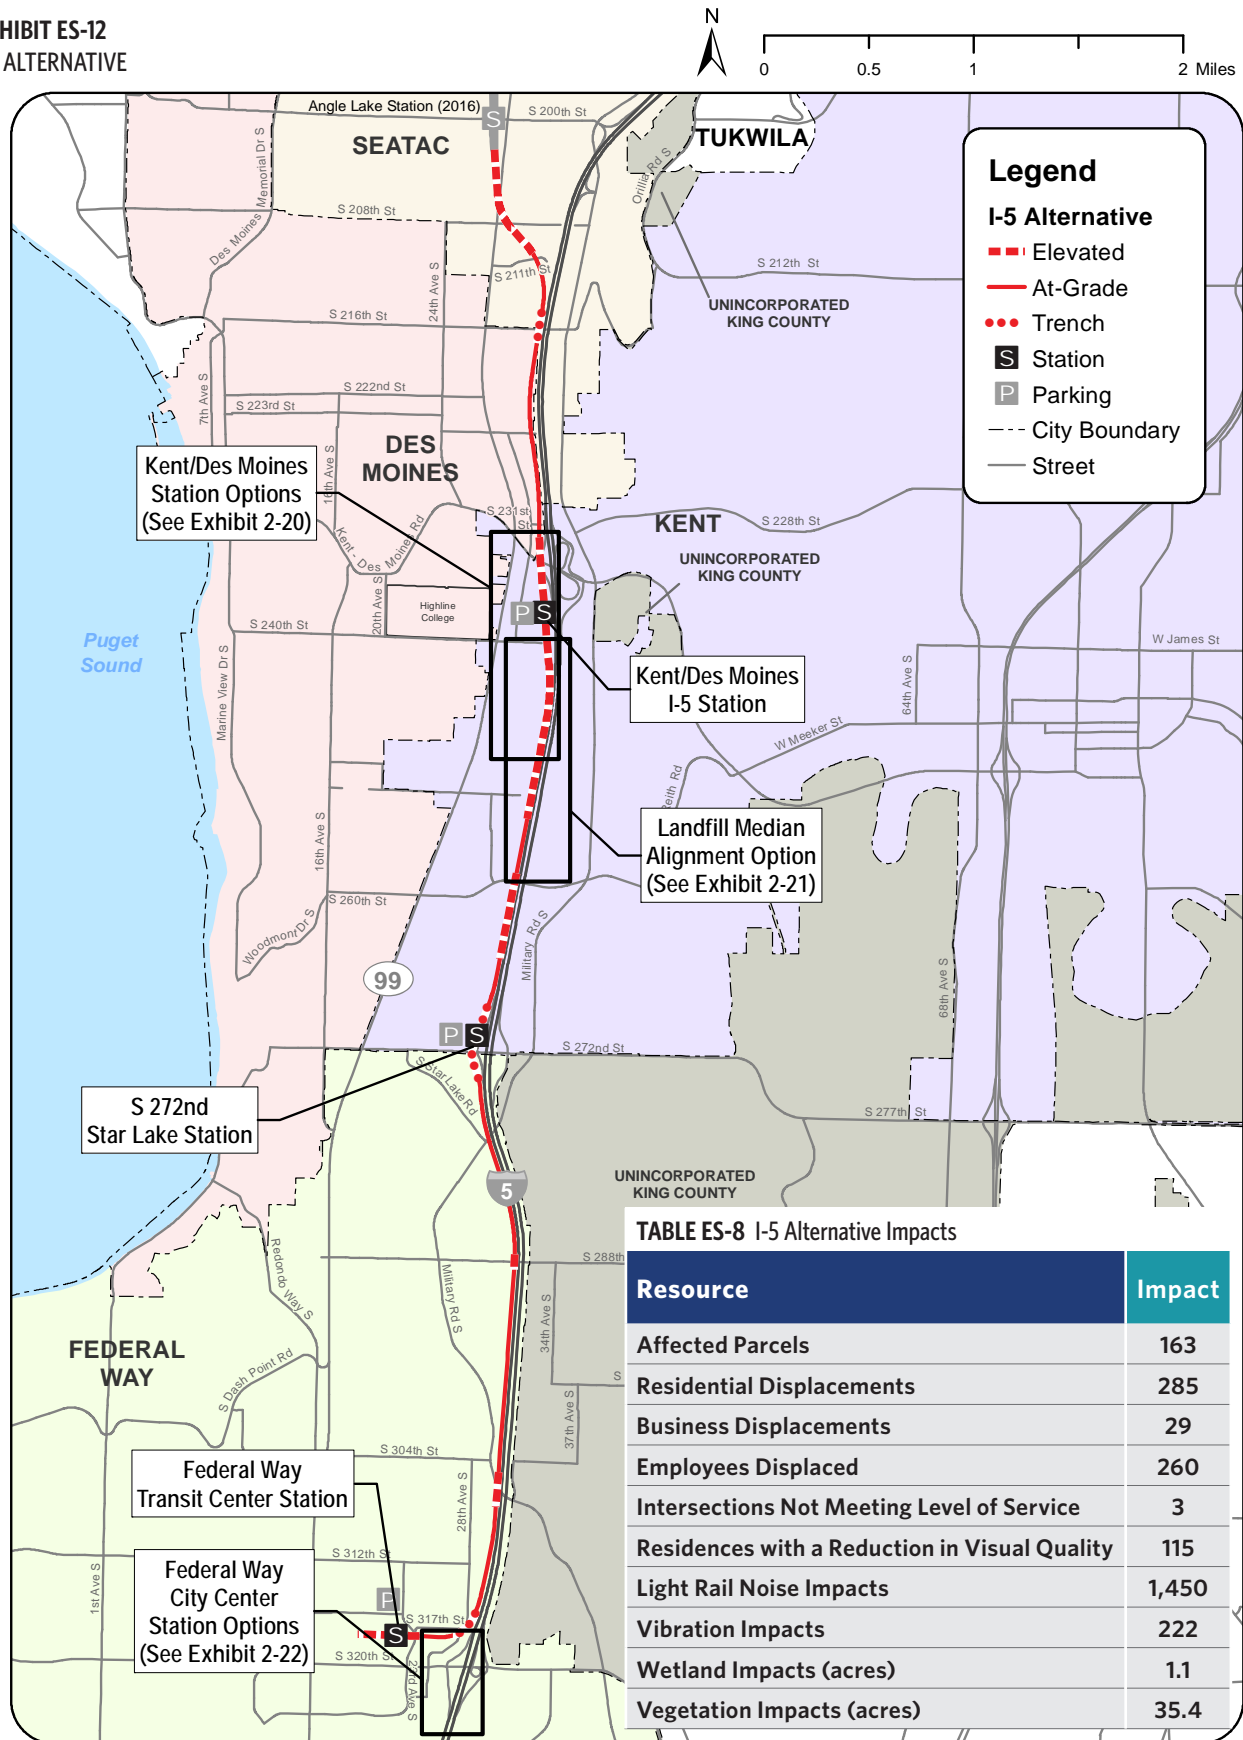 HIBIT ES-12
ALTERNATIVE
N
0 0.5 1 2 Miles
Angle Lake Station (2016)
S
S 200th St
SEATAC
TUKWILA
Des Moines Memorial Dr S
Orillia Rd S
S 208th St
24th Ave S
S 211th St
S 212th St
UNINCORPORATED
KING COUNTY
S 216th St
Legend
I-5 Alternative
Elevated
At-Grade
Trench
S Station
P Parking
City Boundary
Street
7th Ave S
S 222nd St
S 223rd St
DES
MOINES
16th Ave S
Kent/Des Moines
Station Options
(See Exhibit 2-20)
Kent - Des Moines Rd
S 231st
St
KENT
S 228th St
UNINCORPORATED
KING COUNTY
20th Ave S
Highline
College
P S
S 240th St
Puget
Sound
Marine View Dr S
Kent/Des Moines
I-5 Station
W James St
64th Ave S
W Meeker St
Reith Rd
16th Ave S
Landfill Median
Alignment Option
(See Exhibit 2-21)
S 260th St
Woodmont Dr S
Military Rd S
99
68th Ave S
P S
S 272nd St
S Star Lake Rd
S 272nd
Star Lake Station
S 277th St
5
UNINCORPORATED
KING COUNTY
Redondo Way S
S 288th
Military Rd S
34th Ave S
FEDERAL
WAY
S Dash Point Rd
S
37th Ave S
S 304th St
Federal Way
Transit Center Station
28th Ave S
S 312th St
1st Ave S
Federal Way
City Center
Station Options
(See Exhibit 2-22)
P
S 317th St
S
S 320th St
23rd Ave S
TABLE ES-8 I-5 Alternative Impacts
Resource Impact
Affected Parcels 163
Residential Displacements 285
Business Displacements 29
Employees Displaced 260
Intersections Not Meeting Level of Service 3
Residences with a Reduction in Visual Quality 115
Light Rail Noise Impacts 1,450
Vibration Impacts 222
Wetland Impacts (acres) 1.1
Vegetation Impacts (acres) 35.4